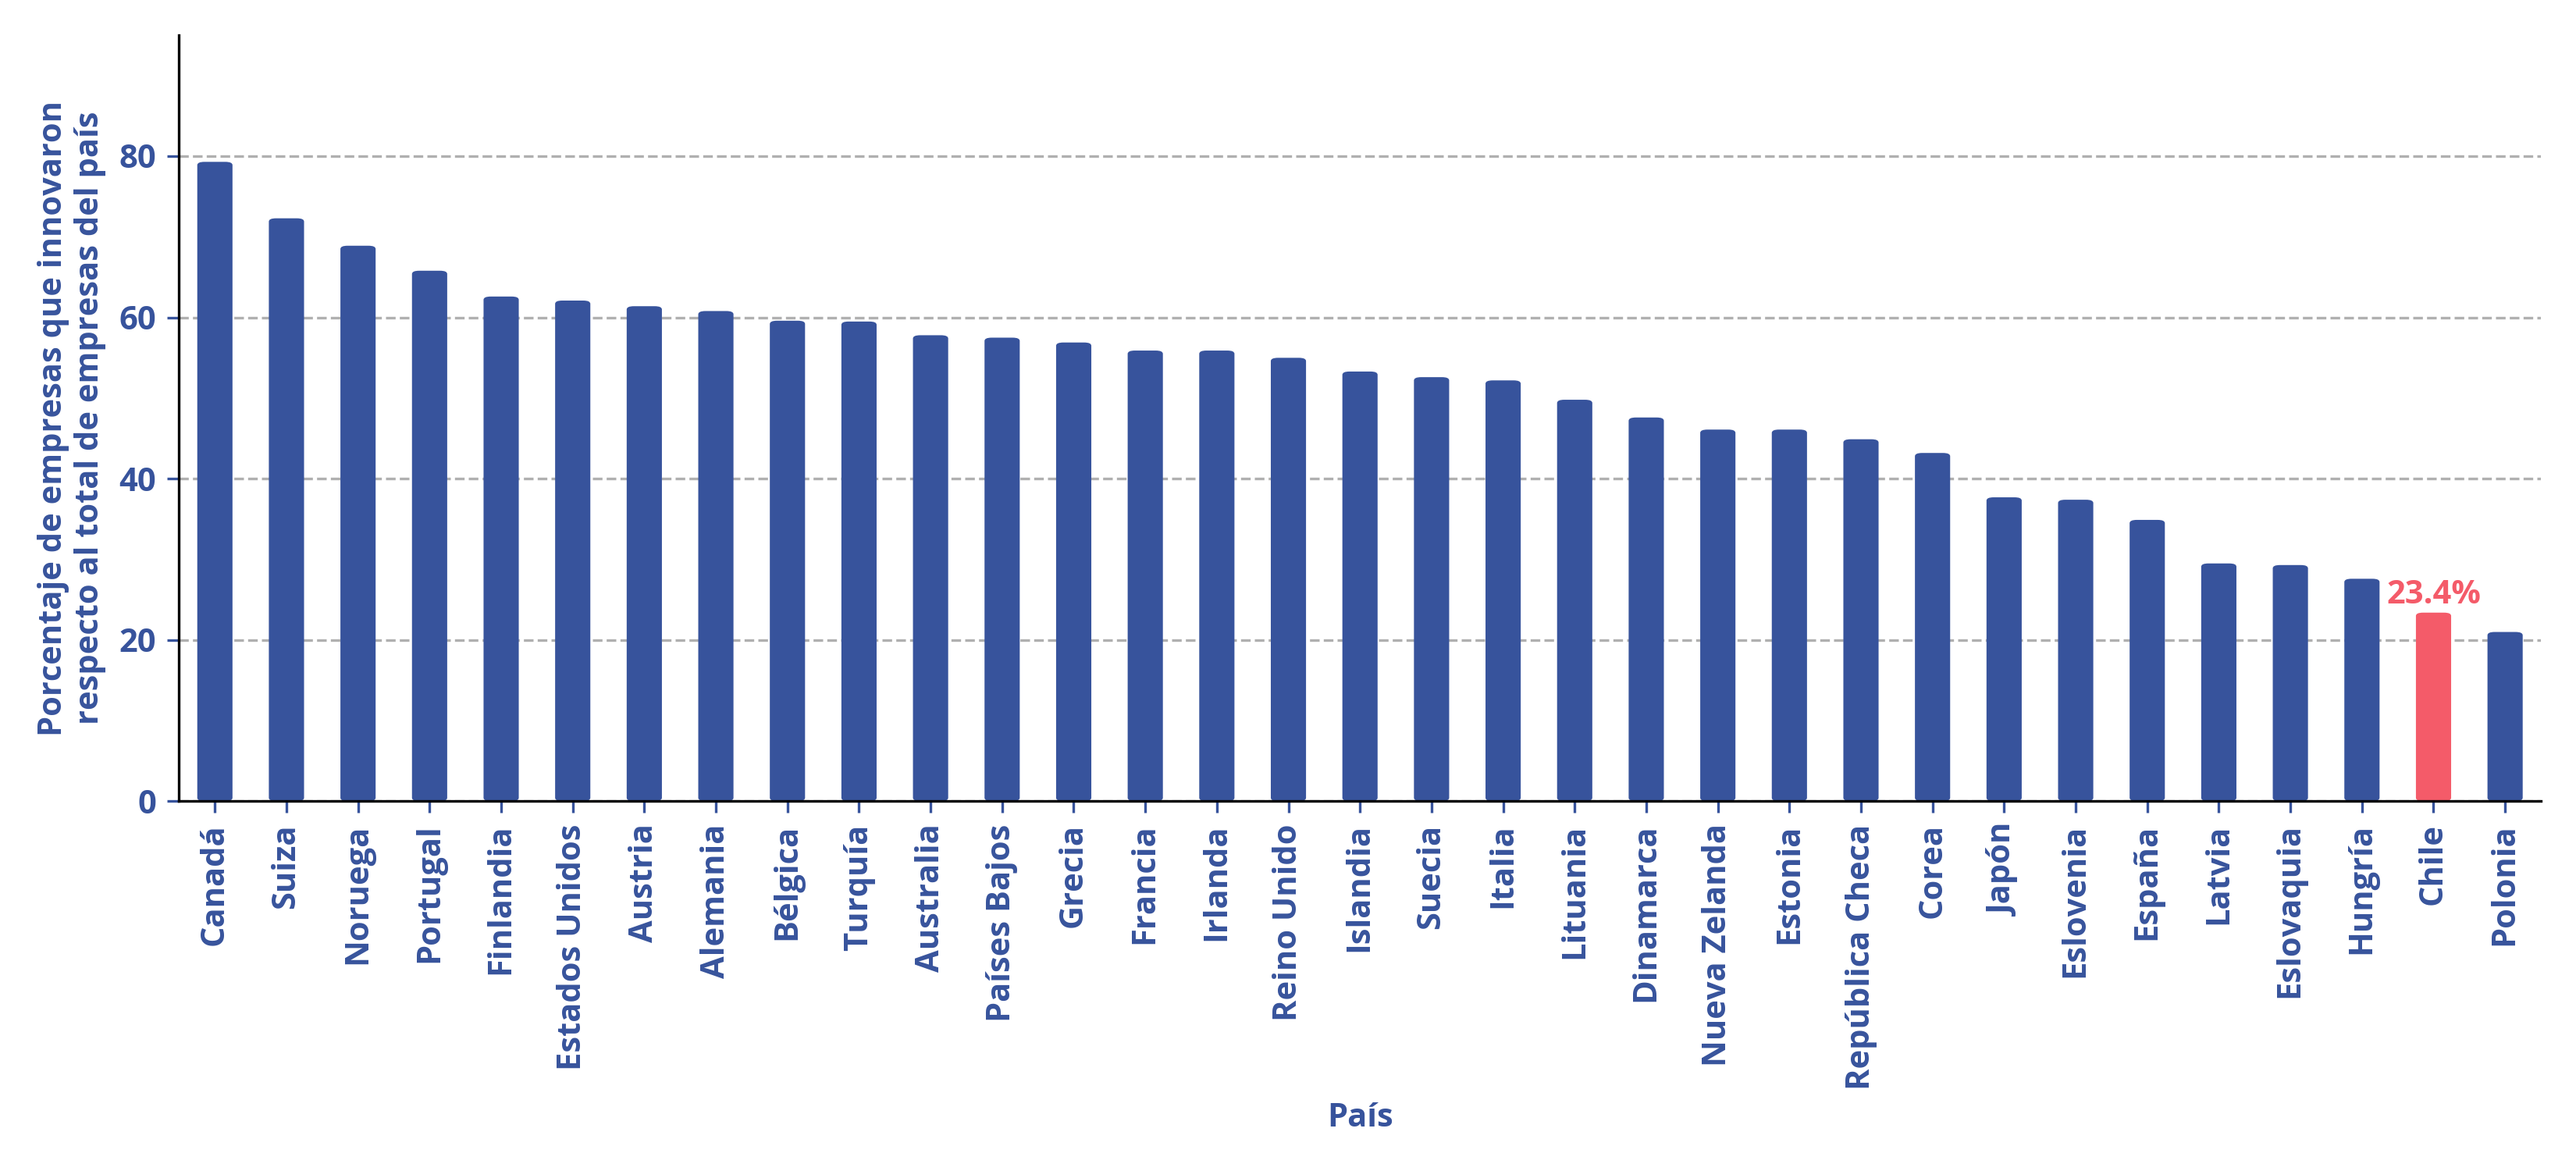 Porcentaje de empresas que innovaron
respecto al total de empresas del país
80
60
40
20
0
23.4%
Canadá
Suiza
Noruega
Portugal
Finlandia
Estados Unidos
Austria
Alemania
Bélgica
Turquía
Australia
Países Bajos
Grecia
Francia
Irlanda
Reino Unido
Islandia
Suecia
Italia
Lituania
Dinamarca
Nueva Zelanda
Estonia
República Checa
Corea
Japón
Eslovenia
España
Latvia
Eslovaquia
Hungría
Chile
Polonia
País